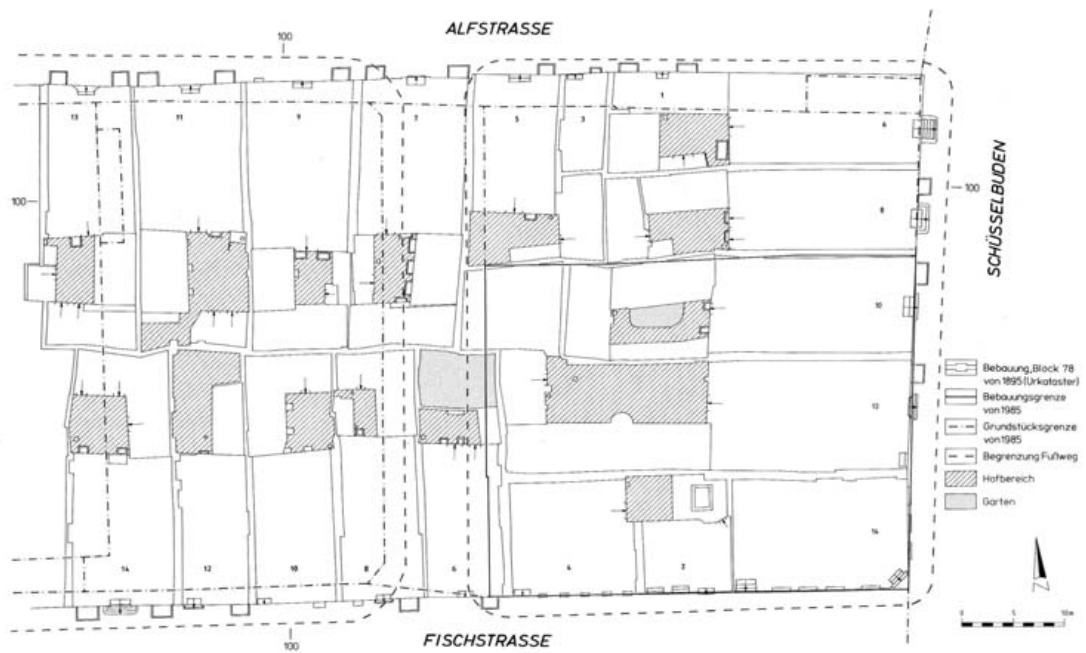 ALFSTRASSE
100
13
11
9
7
5
3
1
6
100
100
8
SCHÜSSELBUDEN
10
12
14
14
12
10
8
6
4
2
Bebauung, Block 78
von 1895 (Urkataster)
Bebauungsgrenze
von 1985
Grundstücksgrenze
von 1985
Begrenzung Fußweg
Hofbereich
Garten
N
0 5 10m
100
FISCHSTRASSE